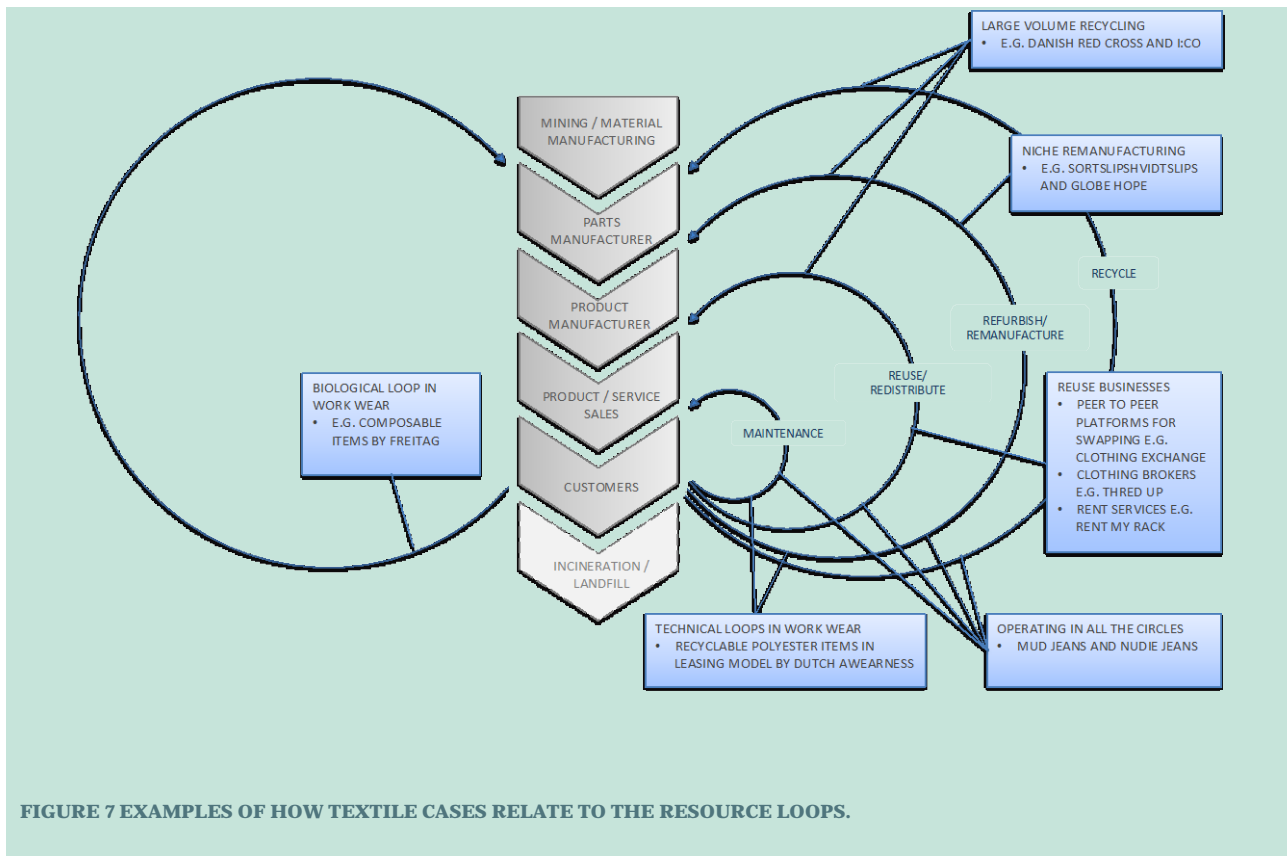 LARGE VOLUME RECYCLING
• E.G. DANISH RED CROSS AND I:CO
MINING / MATERIAL
MANUFACTURING
NICHE REMANUFACTURING
• E.G. SORTSLIPSHVIDTSLIPS
AND GLOBE HOPE
PARTS
MANUFACTURER
RECYCLE
PRODUCT
MANUFACTURER
REFURBISH/
REMANUFACTURE
BIOLOGICAL LOOP IN
WORK WEAR
• E.G. COMPOSABLE
ITEMS BY FREITAG
PRODUCT / SERVICE
SALES
REUSE/
REDISTRIBUTE
MAINTENANCE
REUSE BUSINESSES
• PEER TO PEER
PLATFORMS FOR
SWAPPING E.G.
CLOTHING EXCHANGE
• CLOTHING BROKERS
E.G. THRED UP
• RENT SERVICES E.G.
RENT MY RACK
CUSTOMERS
INCINERATION /
LANDFILL
TECHNICAL LOOPS IN WORK WEAR
• RECYCLABLE POLYESTER ITEMS IN
LEASING MODEL BY DUTCH AWEARNESS
OPERATING IN ALL THE CIRCLES
• MUD JEANS AND NUDIE JEANS
FIGURE 7 EXAMPLES OF HOW TEXTILE CASES RELATE TO THE RESOURCE LOOPS.